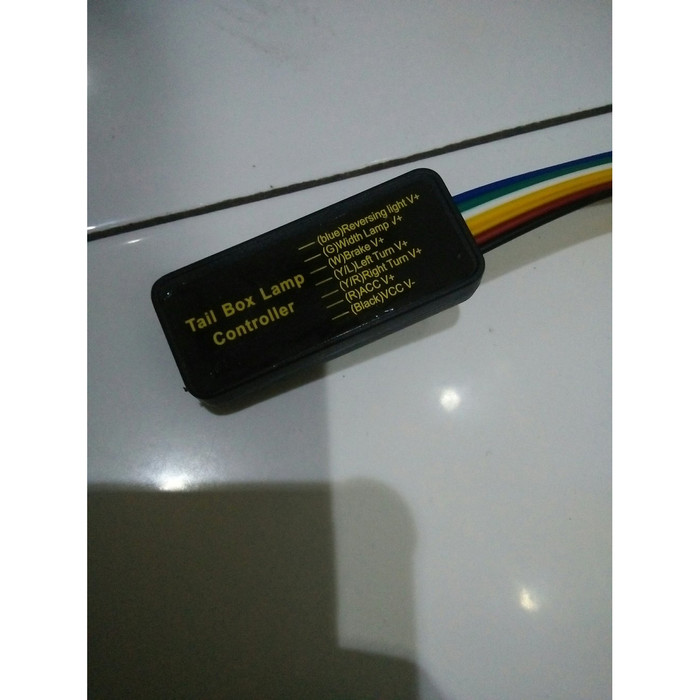 Tail Box Lamp
Controller
(blue)Reversing light V+
(G)Width Lamp V+
(W)Brake V+
(Y/L)Left Turn V+
(Y/R)Right Turn V+
(R)ACC V+
(Black)VCC V-